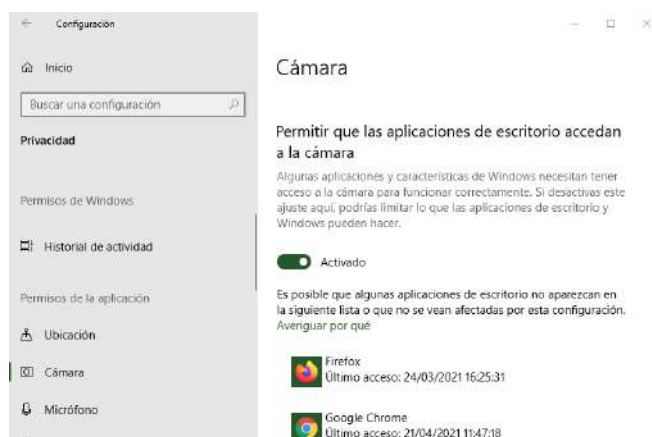 Configuración
Inicio
Buscar una configuración
Privacidad
Permisos de Windows
Historial de actividad
Permisos de la aplicación
Ubicación
Cámara
Micrófono
Cámara
Permitir que las aplicaciones de escritorio accedan
a la cámara
Algunas aplicaciones y características de Windows necesitan tener
acceso a la cámara para funcionar correctamente. Si desactivas este
ajuste aquí, podrías limitar lo que las aplicaciones de escritorio y
Windows pueden hacer.
Activado
Es posible que algunas aplicaciones de escritorio no aparezcan en
la siguiente lista o que no se vean afectadas por esta configuración.
Averiguar por qué
Firefox
Último acceso: 24/03/2021 16:25:31
Google Chrome
Último acceso: 21/04/2021 11:47:18